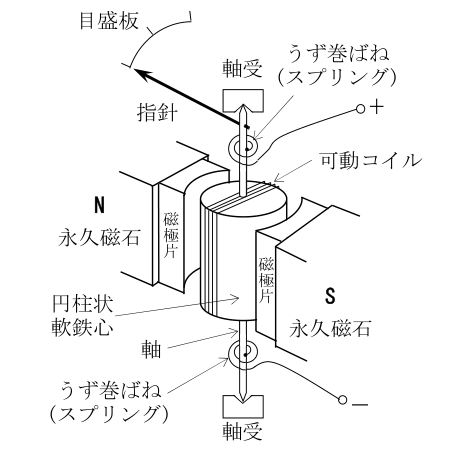 目盛板
軸受
うず巻ばね
(スプリング)
指針
+
可動コイル
N
永久磁石
磁極片
磁極片
S
永久磁石
円柱状
軟鉄心
軸
うず巻ばね
(スプリング)
−
軸受